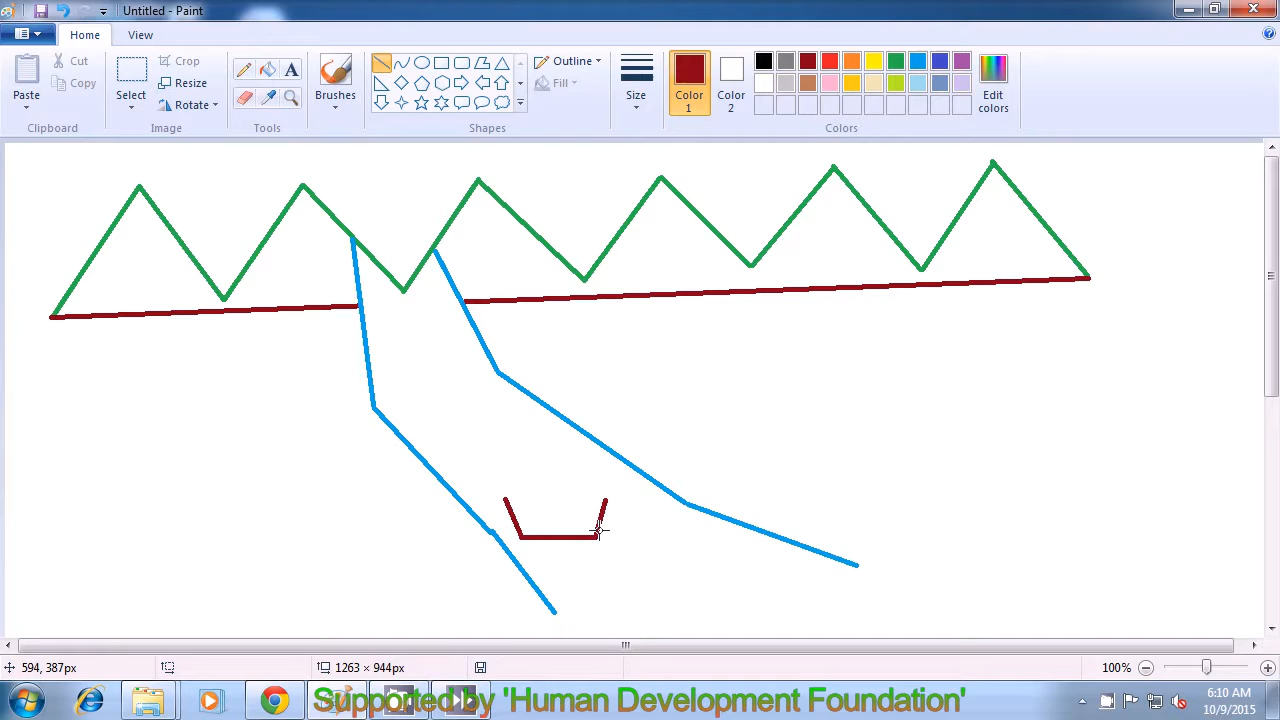 Untitled - Paint
Home View
Paste
Cut
Copy
Clipboard
Select
Crop
Resize
Rotate
Image
A
Tools
Brushes
Outline
Fill
Shapes
Size
Color 1
Color 2
Edit colors
Colors
594, 387px
1263 × 944px
100%
Supported by 'Human Development Foundation'
6:10 AM
10/9/2015